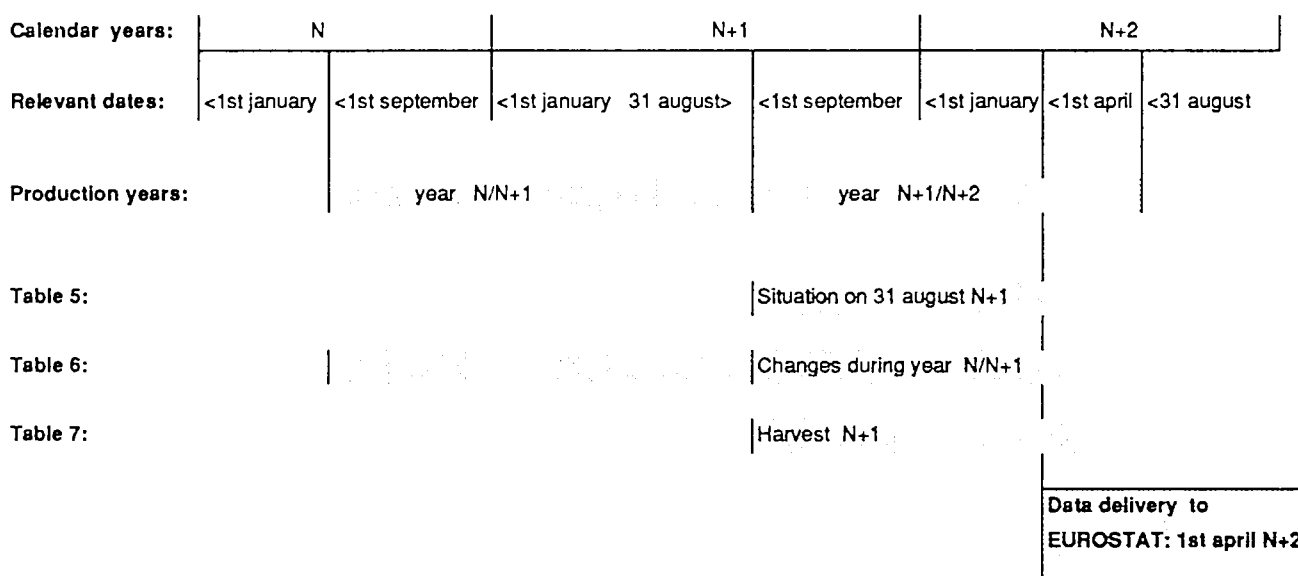 Calendar years: N N+1 N+2
Relevant dates: <1st january <1st september <1st january 31 august> <1st september <1st january <1st april <31 august
Production years: year N/N+1 year N+1/N+2
Table 5: Situation on 31 august N+1
Table 6: Changes during year N/N+1
Table 7: Harvest N+1
Data delivery to
EUROSTAT: 1st april N+2